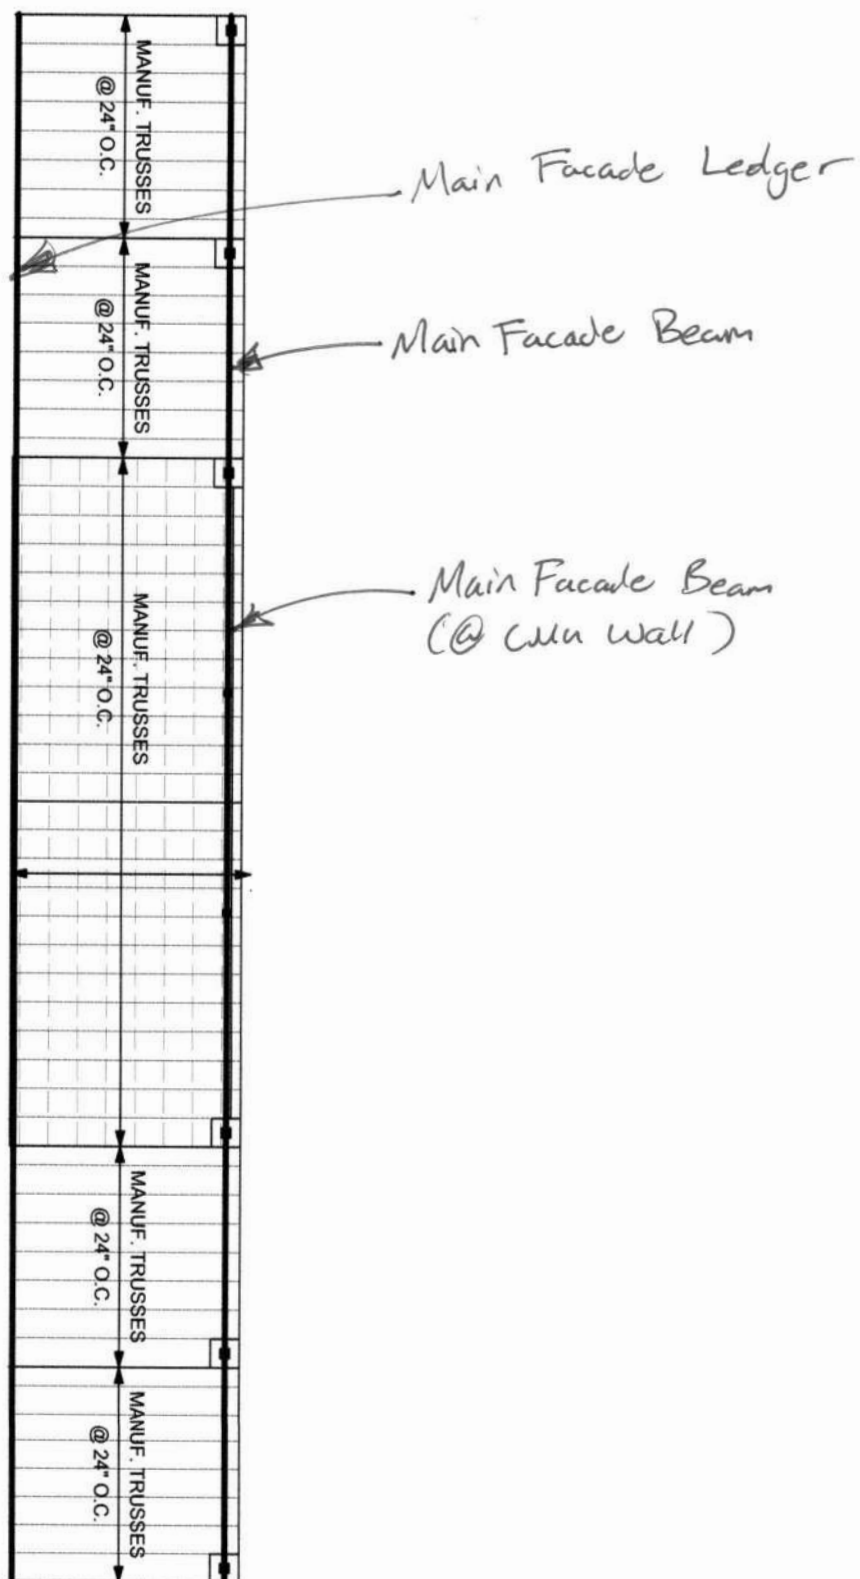 MANUF. TRUSSES
@ 24" O.C.
Main Facade Ledger
MANUF. TRUSSES
@ 24" O.C.
Main Facade Beam
MANUF. TRUSSES
@ 24" O.C.
Main Facade Beam
(@ CMU Wall)
MANUF. TRUSSES
@ 24" O.C.
MANUF. TRUSSES
@ 24" O.C.